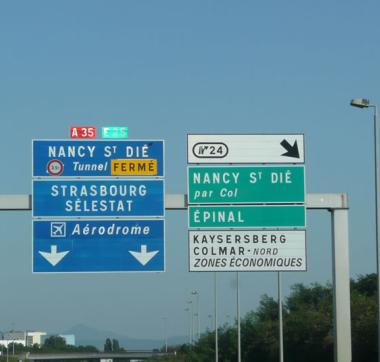 A 35 E 25
NANCY ST DIÉ
Tunnel FERMÉ
STRASBOURG
SÉLESTAT
Aérodrome
24
NANCY ST DIÉ
par Col
ÉPINAL
KAYSERSBERG
COLMAR - NORD
ZONES ÉCONOMIQUES